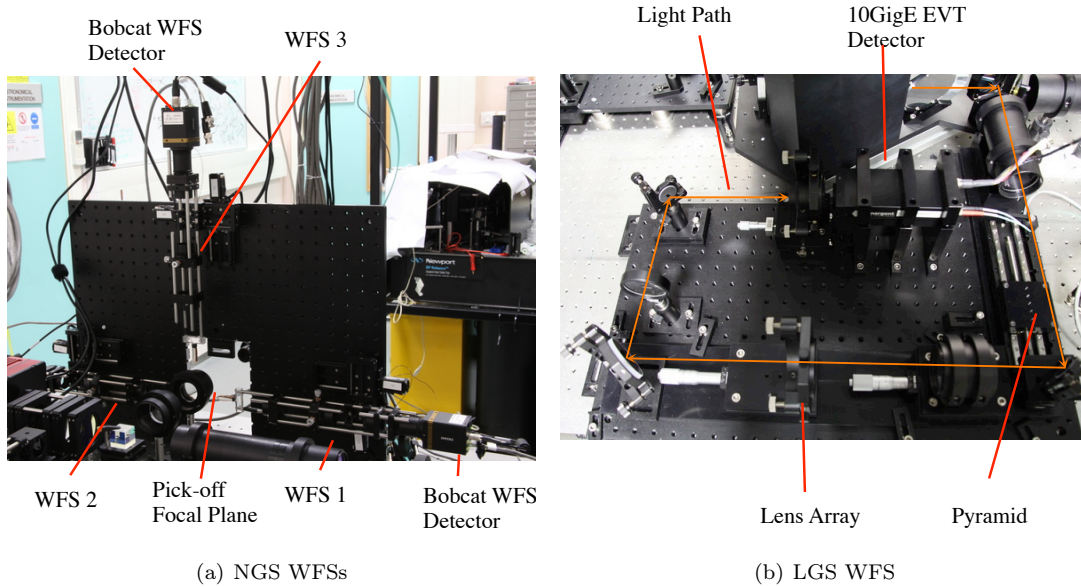 Bobcat WFS
Detector
WFS 3
Light Path
10GigE EVT
Detector
Newport
WFS 2
Pick-off
Focal Plane
WFS 1
Bobcat WFS
Detector
Lens Array
Pyramid
(a) NGS WFSs
(b) LGS WFS